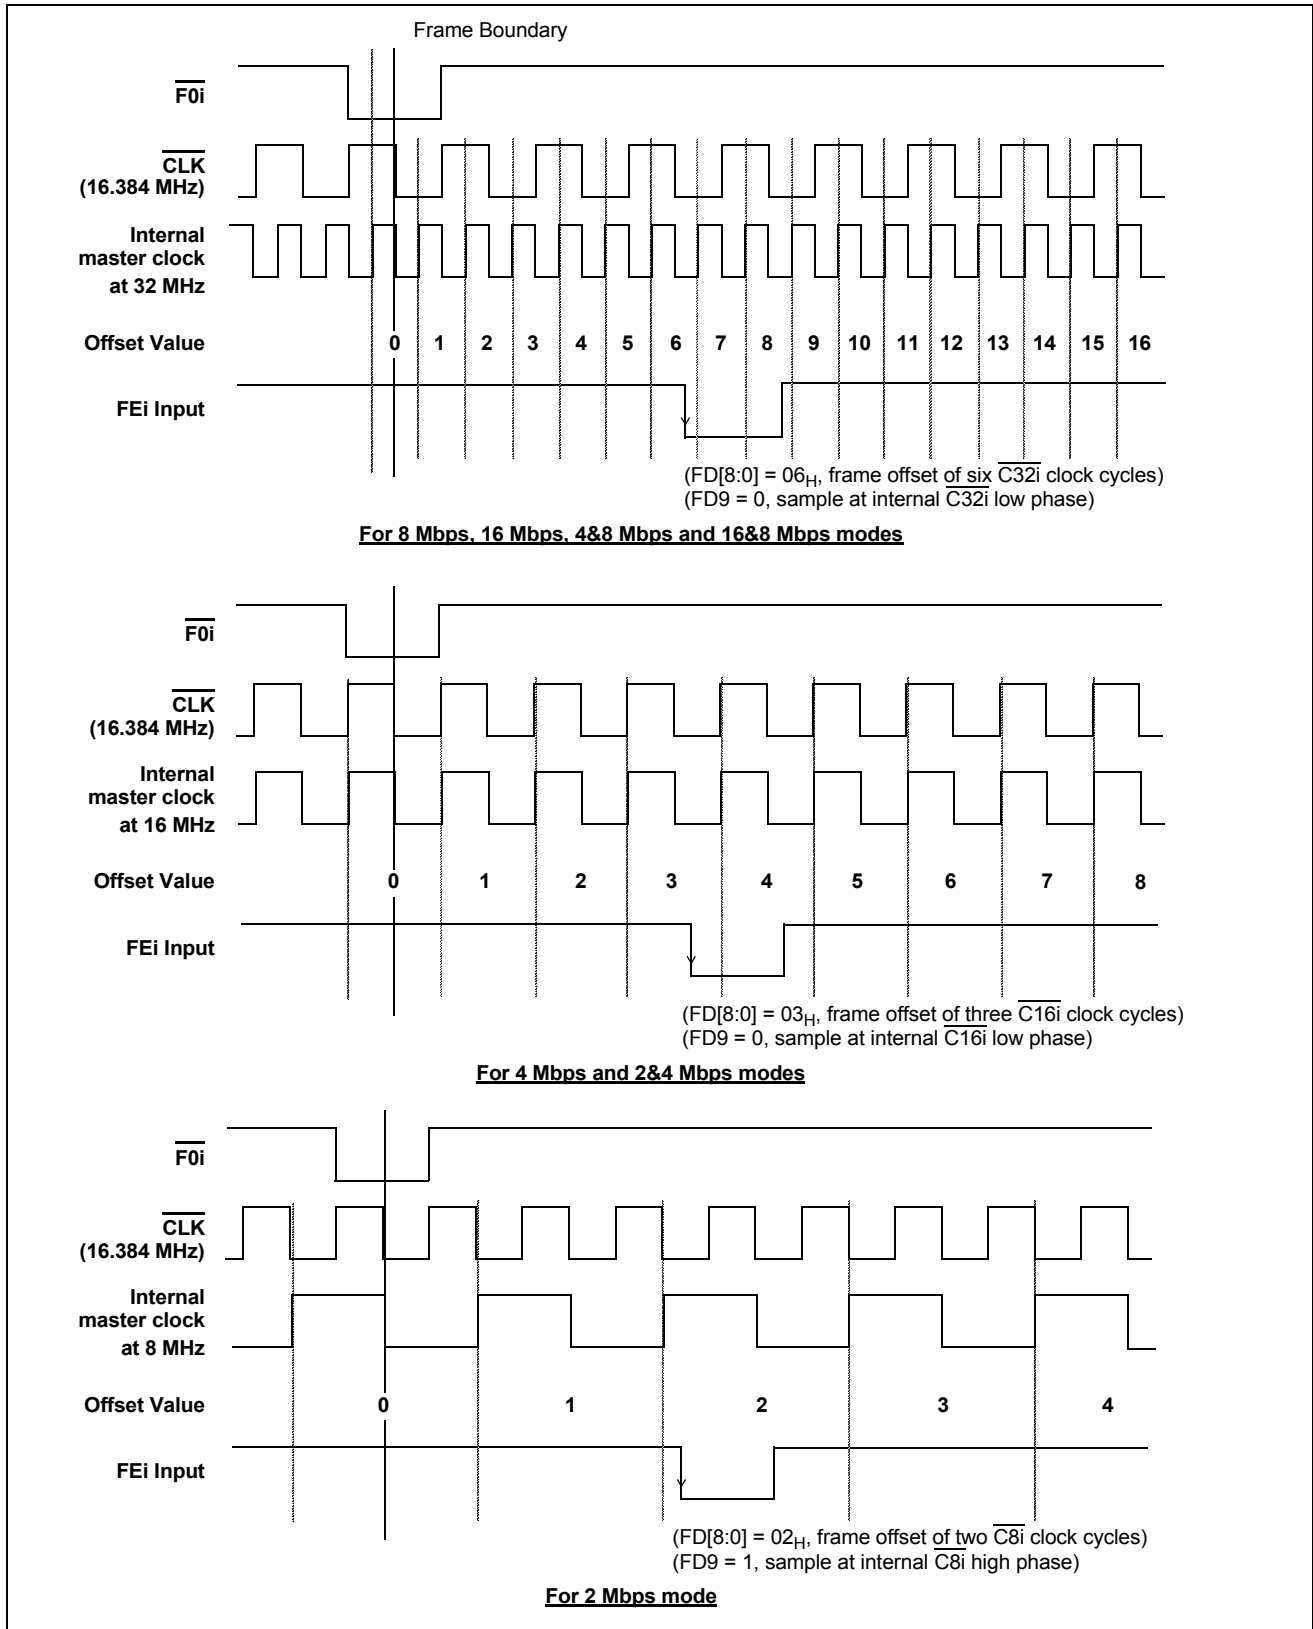 Frame Boundary
F0i
CLK
(16.384 MHz)
Internal
master clock
at 32 MHz
Offset Value 0 1 2 3 4 5 6 7 8 9 10 11 12 13 14 15 16
FEi Input
(FD[8:0] = 06H, frame offset of six C32i clock cycles)
(FD9 = 0, sample at internal C32i low phase)
For 8 Mbps, 16 Mbps, 4&8 Mbps and 16&8 Mbps modes
F0i
CLK
(16.384 MHz)
Internal
master clock
at 16 MHz
Offset Value 0 1 2 3 4 5 6 7 8
FEi Input
(FD[8:0] = 03H, frame offset of three C16i clock cycles)
(FD9 = 0, sample at internal C16i low phase)
For 4 Mbps and 2&4 Mbps modes
F0i
CLK
(16.384 MHz)
Internal
master clock
at 8 MHz
Offset Value 0 1 2 3 4
FEi Input
(FD[8:0] = 02H, frame offset of two C8i clock cycles)
(FD9 = 1, sample at internal C8i high phase)
For 2 Mbps mode